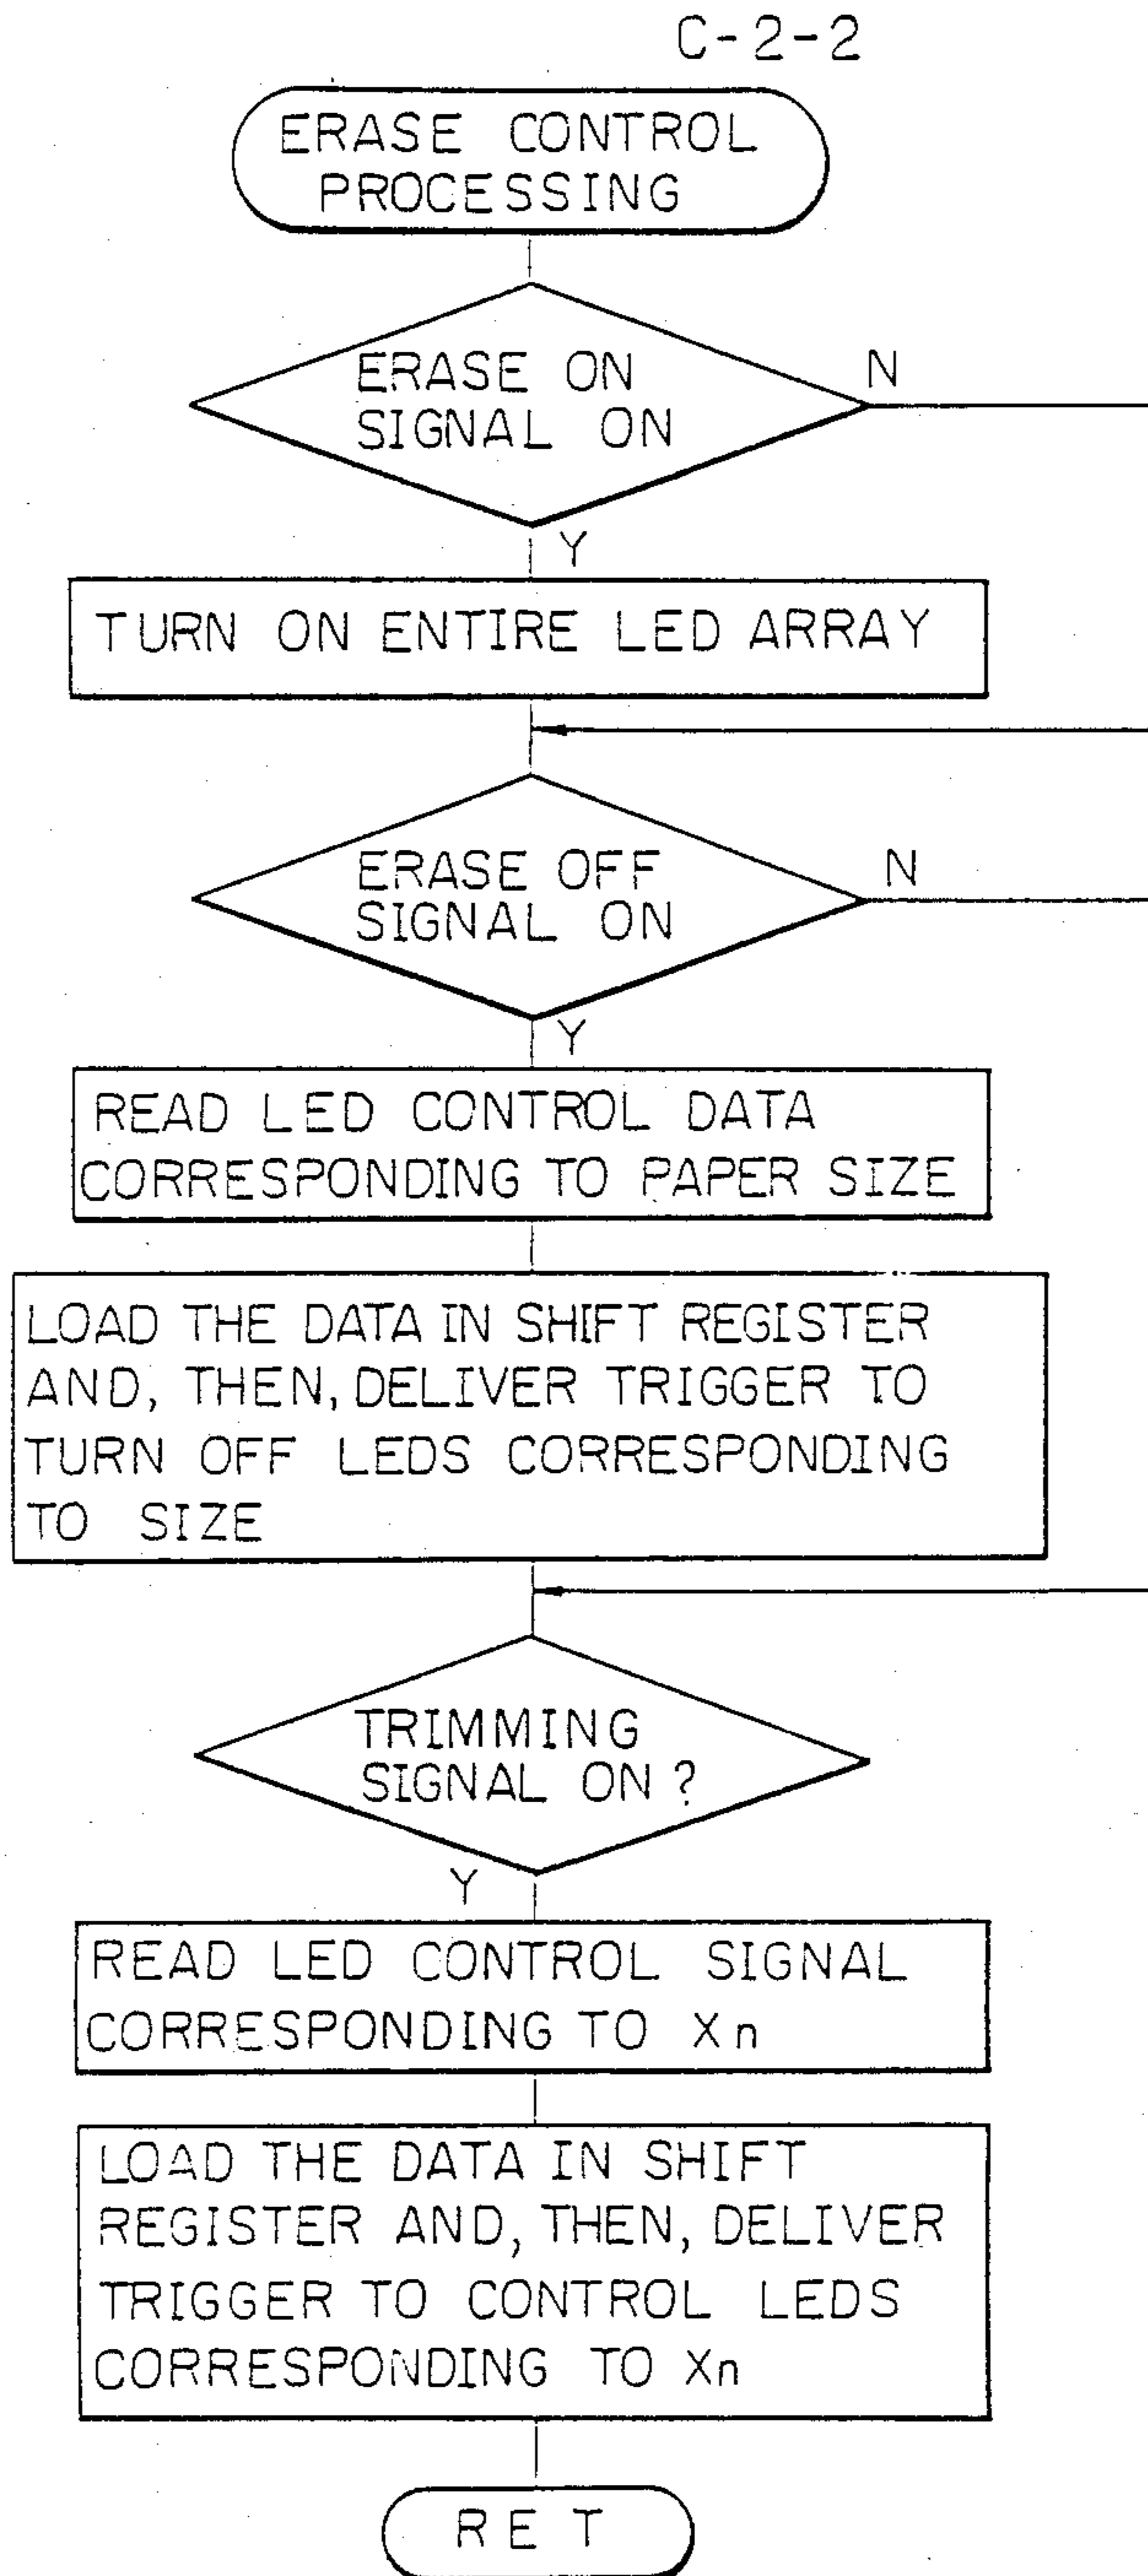 C-2-2
ERASE CONTROL
PROCESSING
ERASE ON
SIGNAL ON
N
Y
TURN ON ENTIRE LED ARRAY
ERASE OFF
SIGNAL ON
N
Y
READ LED CONTROL DATA
CORRESPONDING TO PAPER SIZE
LOAD THE DATA IN SHIFT REGISTER
AND, THEN, DELIVER TRIGGER TO
TURN OFF LEDS CORRESPONDING
TO SIZE
TRIMMING
SIGNAL ON ?
Y
READ LED CONTROL SIGNAL
CORRESPONDING TO Xn
LOAD THE DATA IN SHIFT
REGISTER AND, THEN, DELIVER
TRIGGER TO CONTROL LEDS
CORRESPONDING TO Xn
RET